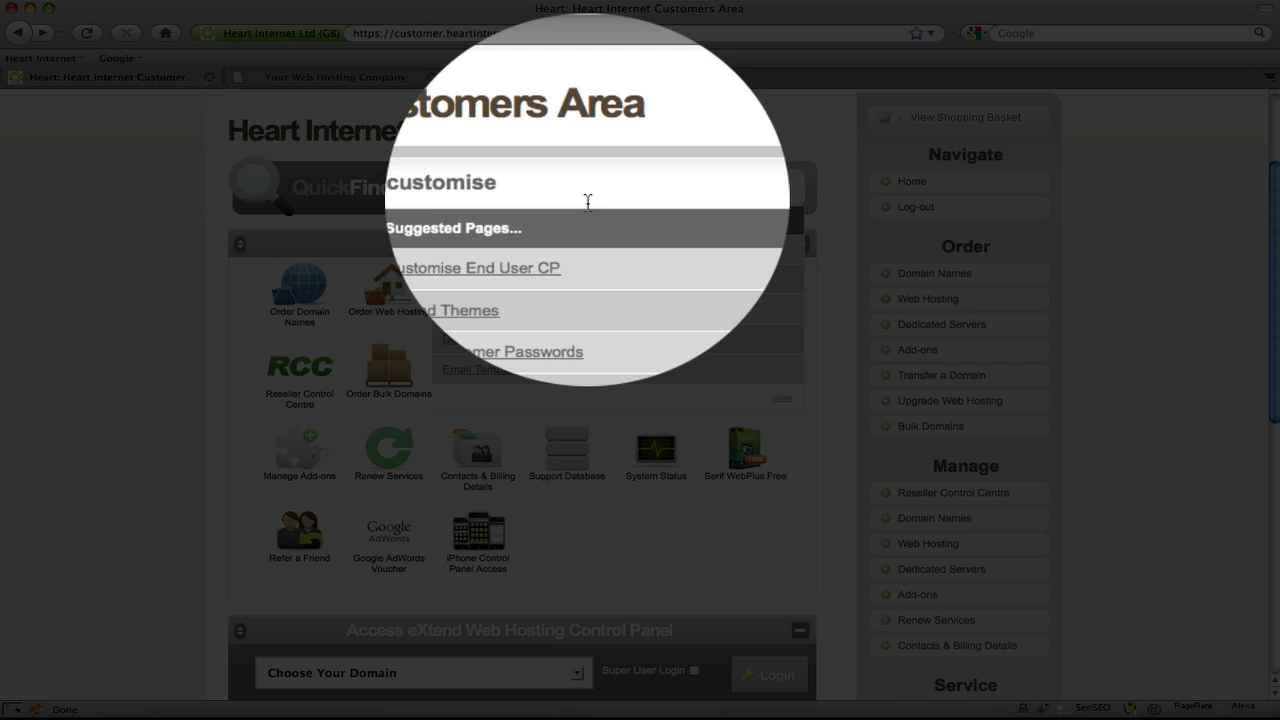 Heart: Heart Internet Customers Area
Heart Internet Ltd (GB)
https://customer.heartinte
Google
Heart Internet
Google
Heart: Heart Internet Customer...
Your Web Hosting Company
Heart Interne
stomers Area
QuickFin
customise
Suggested Pages...
ustomise End User CP
d Themes
mer Passwords
Email Temp
close
Order Domain
Names
Order Web Hosting
RCC
Reseller Control
Centre
Order Bulk Domains
Manage Add-ons
Renew Services
Contacts & Billing
Details
Support Database
System Status
Serif WebPlus Free
Refer a Friend
Google
AdWords
Google AdWords
Voucher
iPhone Control
Panel Access
Access eXtend Web Hosting Control Panel
Choose Your Domain
Super User Login
Login
View Shopping Basket
Navigate
Home
Log-out
Order
Domain Names
Web Hosting
Dedicated Servers
Add-ons
Transfer a Domain
Upgrade Web Hosting
Bulk Domains
Manage
Reseller Control Centre
Domain Names
Web Hosting
Dedicated Servers
Add-ons
Renew Services
Contacts & Billing Details
Service
Done
SenSEO
PageRank
Alexa